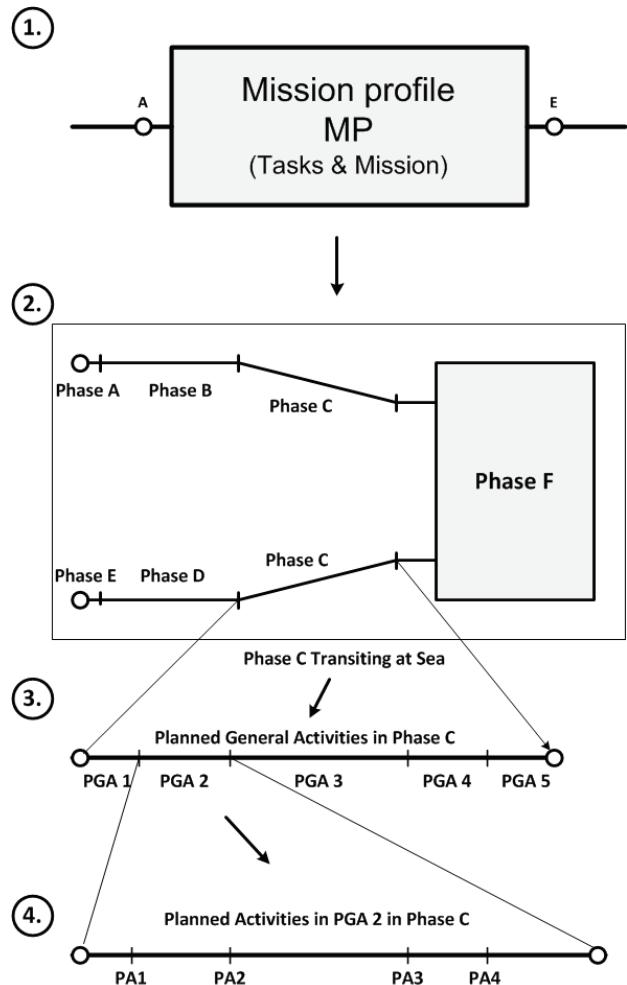 1.
A
Mission profile
MP
(Tasks & Mission)
E
2.
Phase A
Phase B
Phase C
Phase F
Phase E
Phase D
Phase C
Phase C Transiting at Sea
3.
Planned General Activities in Phase C
PGA 1
PGA 2
PGA 3
PGA 4
PGA 5
4.
Planned Activities in PGA 2 in Phase C
PA1
PA2
PA3
PA4